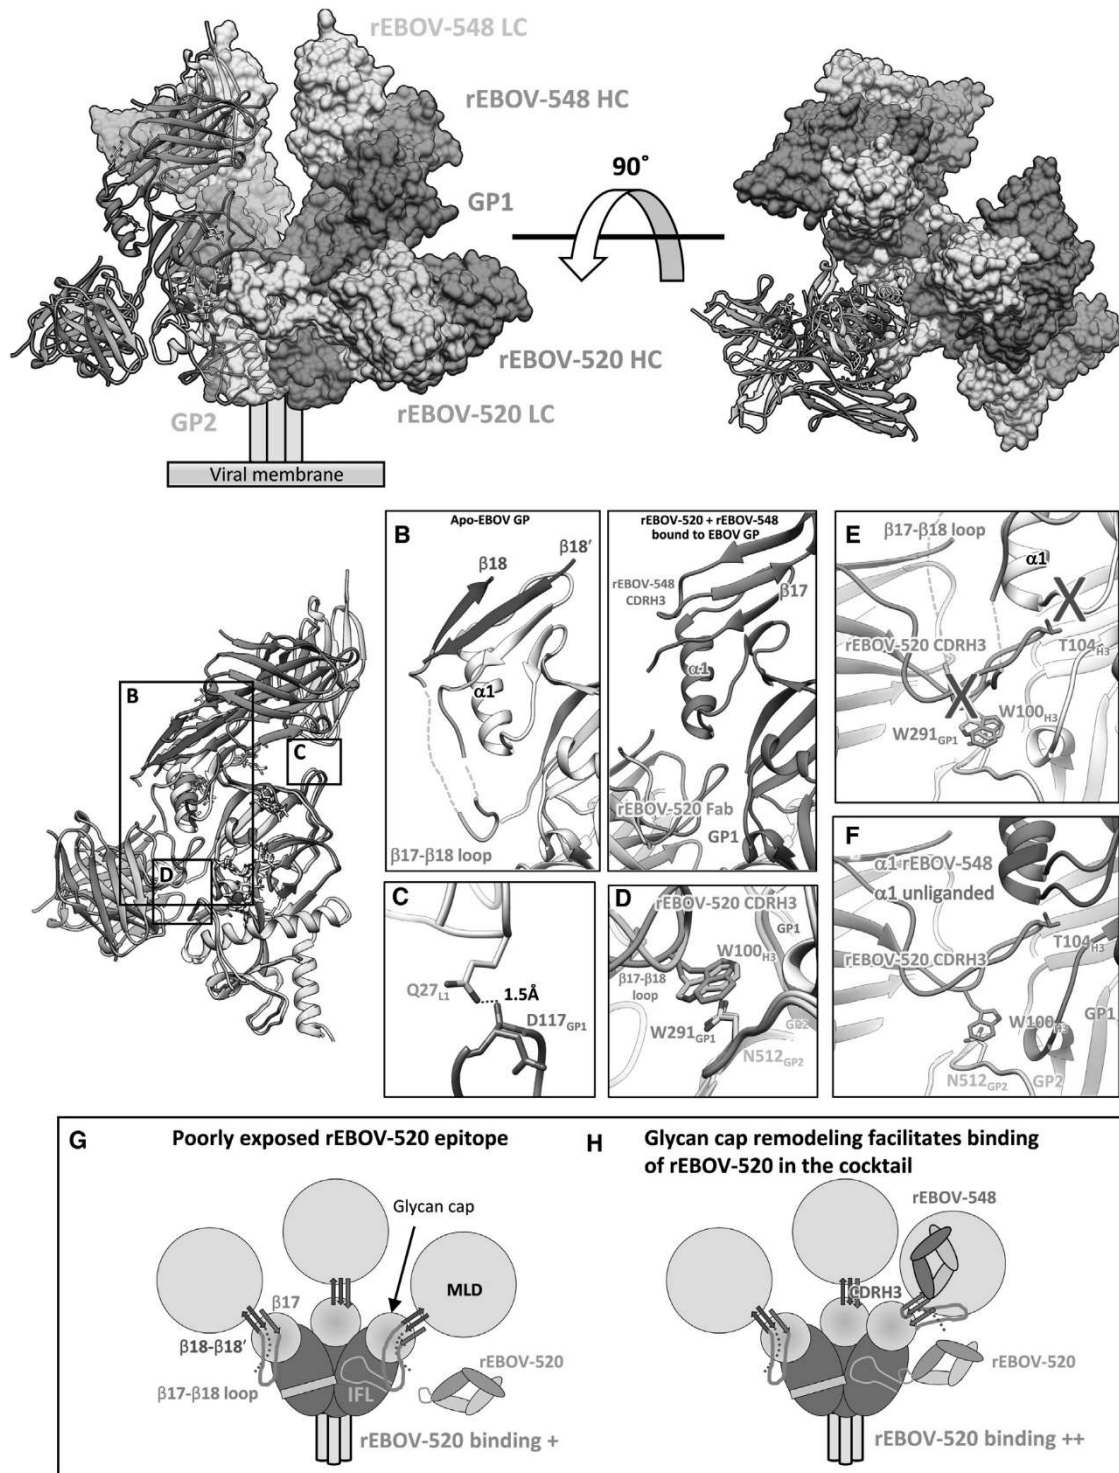 rEBOV-548 LC
rEBOV-548 HC
90°
GP1
rEBOV-520 HC
rEBOV-520 LC
GP2
Viral membrane
B
Apo-EBOV GP
β18
β18′
α1
β17-β18 loop
rEBOV-520 + rEBOV-548
bound to EBOV GP
rEBOV-548
CDRH3
β17
α1
rEBOV-520 Fab
GP1
E
β17-β18 loop
α1
X
rEBOV-520 CDRH3
T104H3
X
W100H3
W291GP1
B
C
D
C
Q27L1
1.5Å
D117GP1
D
rEBOV-520 CDRH3
GP1
W100H3
β17-β18
loop
W291GP1
GP2
N512GP2
F
α1 rEBOV-548
α1 unliganded
rEBOV-520 CDRH3
T104H3
W100H3
GP1
N512GP2
GP2
G
Poorly exposed rEBOV-520 epitope
Glycan cap
MLD
β17
β18-β18′
rEBOV-520
β17-β18 loop
IFL
rEBOV-520 binding +
H
Glycan cap remodeling facilitates binding
of rEBOV-520 in the cocktail
rEBOV-548
CDRH3
rEBOV-520
rEBOV-520 binding ++